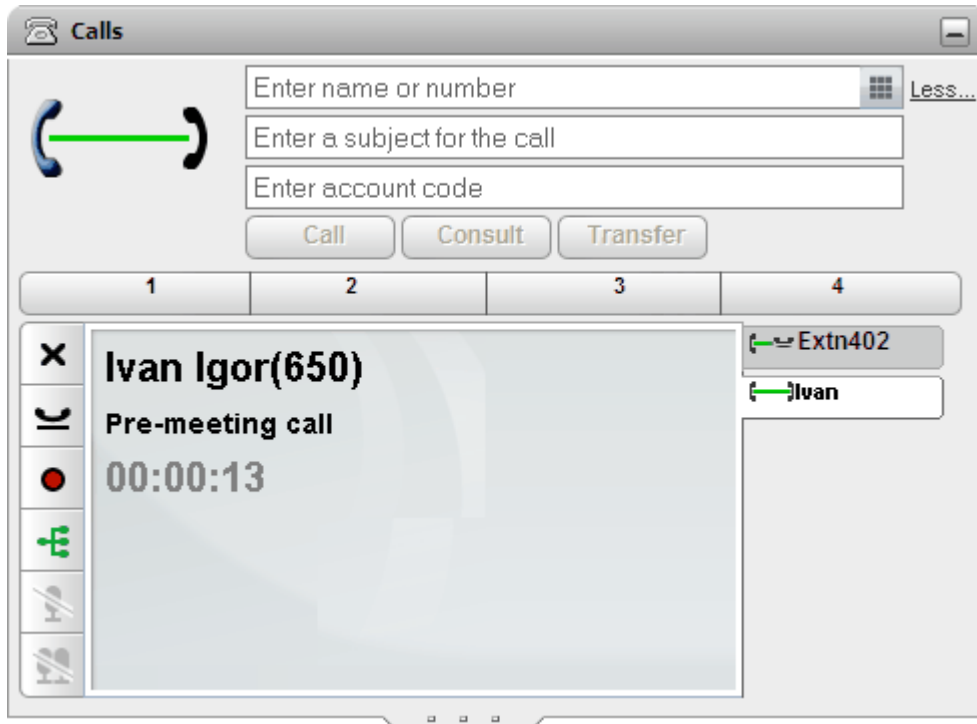 Calls
Enter name or number
Less...
Enter a subject for the call
Enter account code
Call Consult Transfer
1 2 3 4
Extn402
Ivan
Ivan Igor(650)
Pre-meeting call
00:00:13